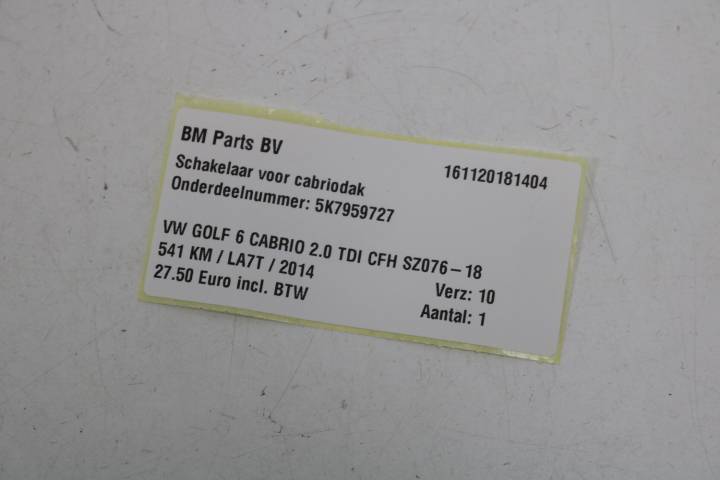 BM Parts BV 161120181404
Schakelaar voor cabriodak
Onderdeelnummer: 5K7959727
VW GOLF 6 CABRIO 2.0 TDI CFH SZ076-18
541 KM / LA7T / 2014 Verz: 10
27.50 Euro incl. BTW Aantal: 1